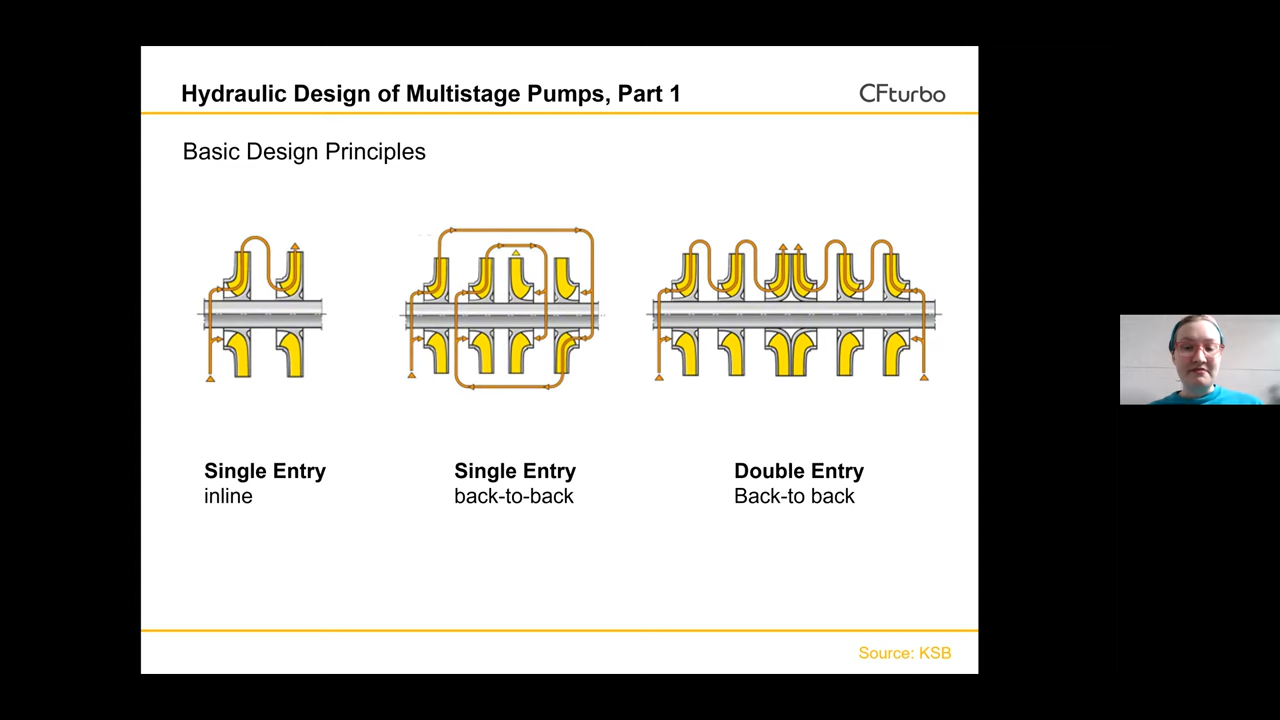 Hydraulic Design of Multistage Pumps, Part 1
CFturbo
Basic Design Principles
Single Entry
inline
Single Entry
back-to-back
Double Entry
Back-to back
Source: KSB